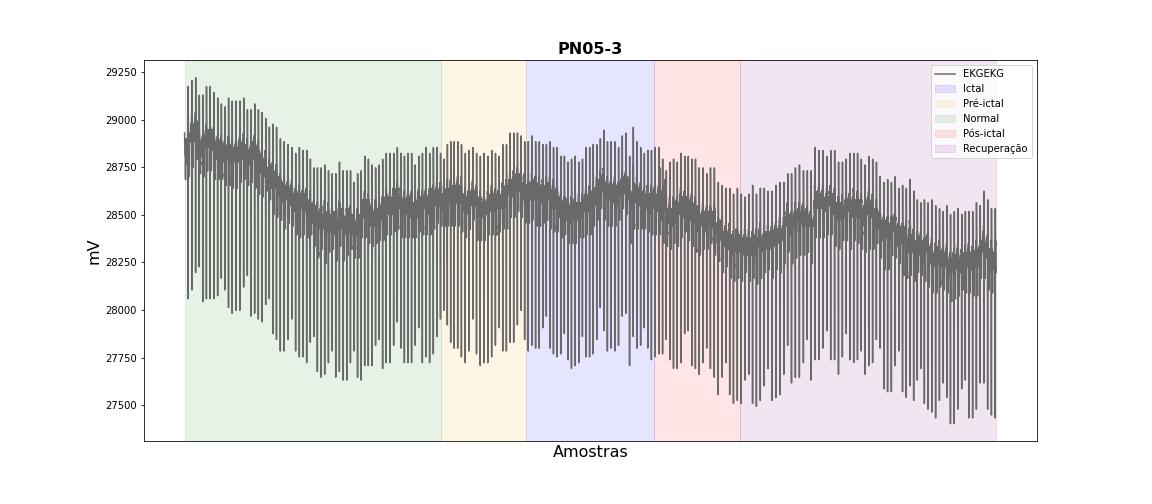 PN05-3
29250
29000
28750
28500
28250
28000
27750
27500
mV
Amostras
EKGEKG
Ictal
Pré-ictal
Normal
Pós-ictal
Recuperação